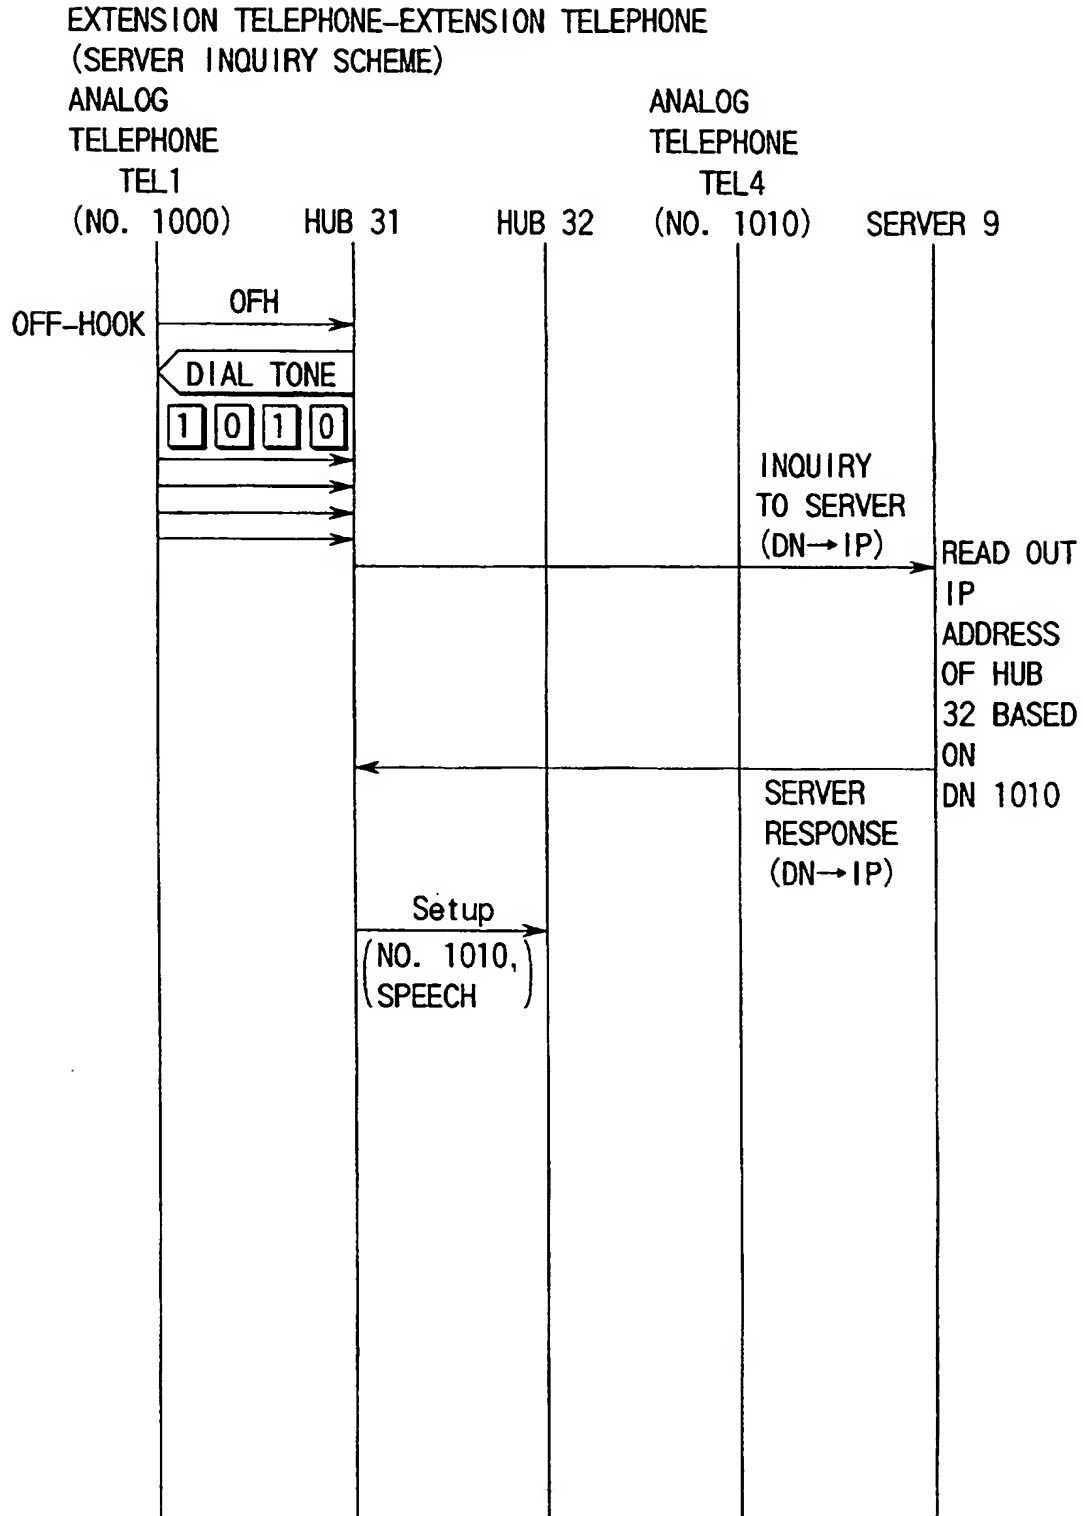 EXTENSION TELEPHONE-EXTENSION TELEPHONE
(SERVER INQUIRY SCHEME)
ANALOG
TELEPHONE
TEL1
(NO. 1000)
HUB 31
HUB 32
ANALOG
TELEPHONE
TEL4
(NO. 1010)
SERVER 9
OFF-HOOK
OFH
DIAL TONE
1 0 1 0
INQUIRY
TO SERVER
(DN→IP)
READ OUT
IP
ADDRESS
OF HUB
32 BASED
ON
DN 1010
SERVER
RESPONSE
(DN→IP)
Setup
(NO. 1010,
SPEECH)